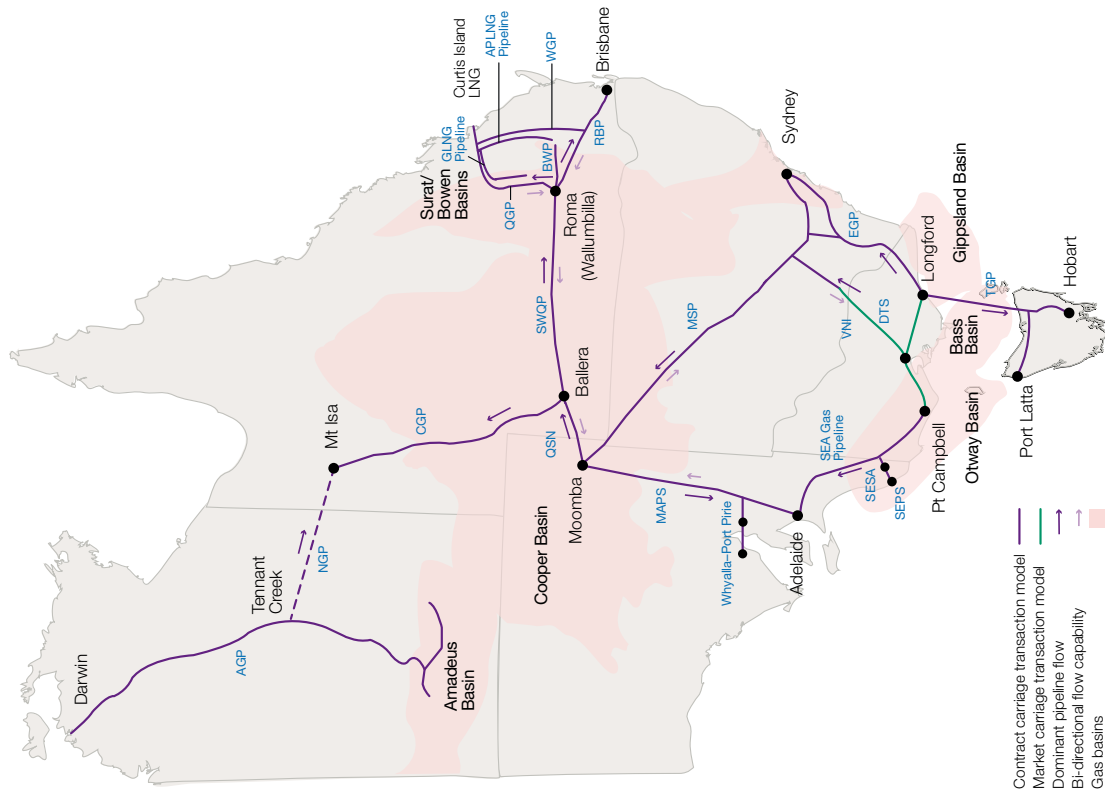 Darwin
AGP
Tennant
Creek
NGP
Mt Isa
CGP
Amadeus
Basin
Cooper Basin
Moomba
QSN
Ballera
SWQP
Roma
(Wallumbilla)
Surat/
Bowen
Basins
QGP
GLNG
Pipeline
Curtis Island
LNG
APLNG
Pipeline
WGP
BWP
RBP
Brisbane
MAPS
Whyalla–Port Pirie
Adelaide
MSP
Sydney
EGP
VNI
DTS
SEA Gas
Pipeline
SESA
SEPS
Pt Campbell
Otway Basin
Longford
Gippsland Basin
Bass
Basin
TGP
Port Latta
Hobart
Contract carriage transaction model
Market carriage transaction model
Dominant pipeline flow
Bi-directional flow capability
Gas basins